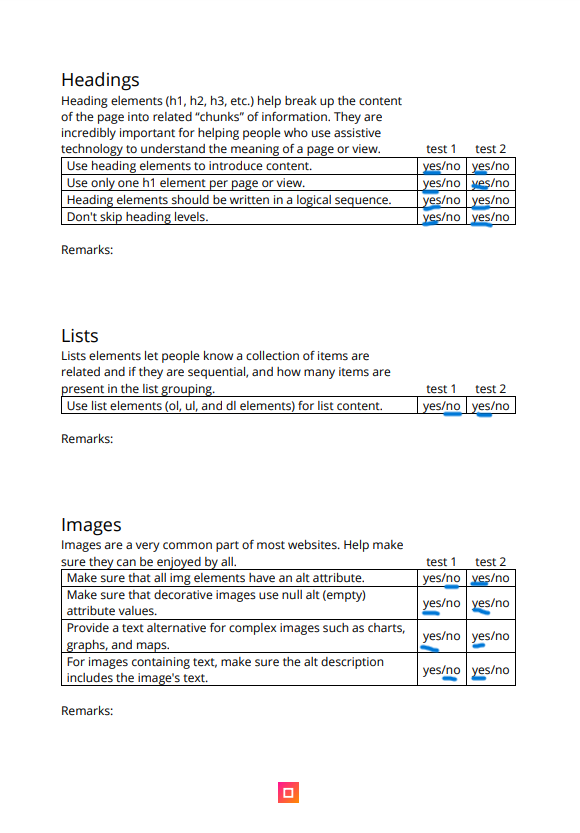 Headings
Heading elements (h1, h2, h3, etc.) help break up the content
of the page into related “chunks” of information. They are
incredibly important for helping people who use assistive
technology to understand the meaning of a page or view. test 1 test 2
Use heading elements to introduce content. yes/no yes/no
Use only one h1 element per page or view. yes/no yes/no
Heading elements should be written in a logical sequence. yes/no yes/no
Don't skip heading levels. yes/no yes/no
Remarks:
Lists
Lists elements let people know a collection of items are
related and if they are sequential, and how many items are
present in the list grouping. test 1 test 2
Use list elements (ol, ul, and dl elements) for list content. yes/no yes/no
Remarks:
Images
Images are a very common part of most websites. Help make
sure they can be enjoyed by all. test 1 test 2
Make sure that all img elements have an alt attribute. yes/no yes/no
Make sure that decorative images use null alt (empty)
attribute values. yes/no yes/no
Provide a text alternative for complex images such as charts,
graphs, and maps. yes/no yes/no
For images containing text, make sure the alt description
includes the image's text. yes/no yes/no
Remarks: